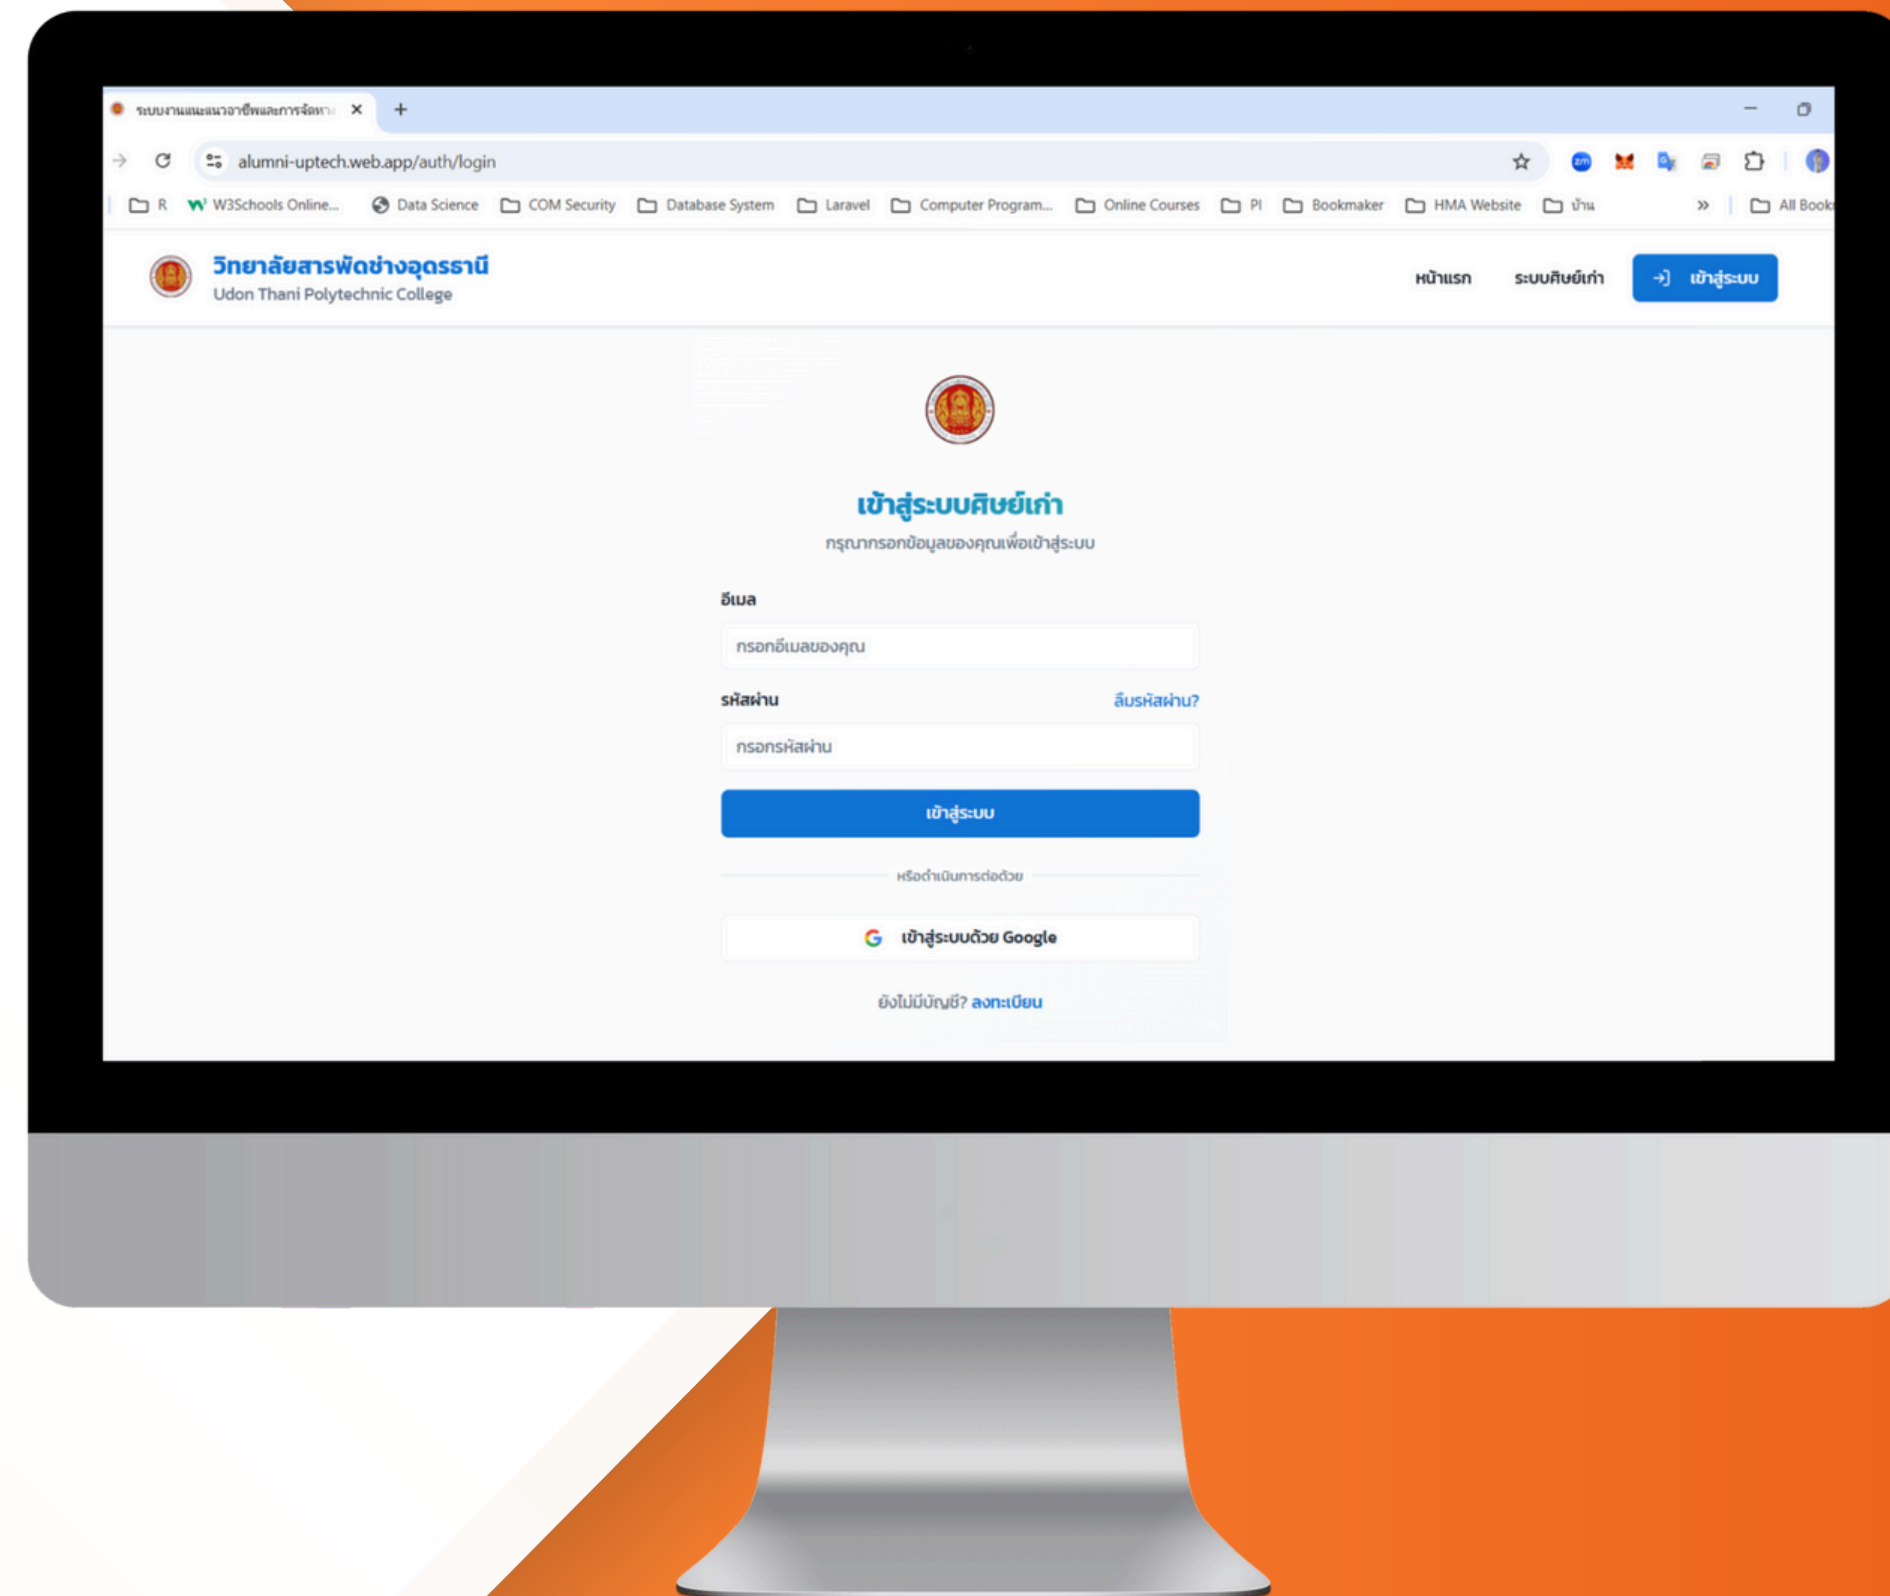 ระบบงานแนะแนวอาชีพและการจัดหาง
alumni-uptech.web.app/auth/login
zm
R W3Schools Online... Data Science COM Security Database System Laravel Computer Program... Online Courses PI Bookmaker HMA Website บ้าน » All Book
วิทยาลัยสารพัดช่างอุดรธานี
Udon Thani Polytechnic College
หน้าแรก ระบบศิษย์เก่า เข้าสู่ระบบ
เข้าสู่ระบบศิษย์เก่า
กรุณากรอกข้อมูลของคุณเพื่อเข้าสู่ระบบ
อีเมล
กรอกอีเมลของคุณ
รหัสผ่าน ลืมรหัสผ่าน?
กรอกรหัสผ่าน
เข้าสู่ระบบ
หรือดำเนินการต่อด้วย
เข้าสู่ระบบด้วย Google
ยังไม่มีบัญชี? ลงทะเบียน